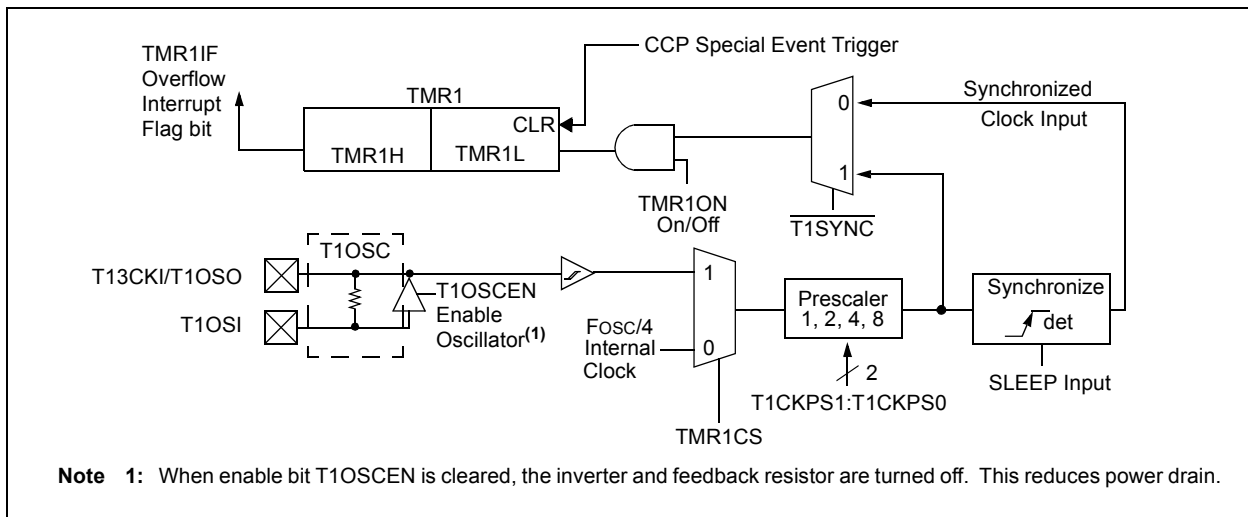 TMR1IF
Overflow
Interrupt
Flag bit
CCP Special Event Trigger
TMR1
CLR
TMR1H
TMR1L
TMR1ON
On/Off
0
1
T1SYNC
Synchronized
Clock Input
T1OSC
T13CKI/T1OSO
T1OSI
T1OSCEN
Enable
Oscillator(1)
FOSC/4
Internal
Clock
1
0
TMR1CS
Prescaler
1, 2, 4, 8
2
T1CKPS1:T1CKPS0
Synchronize
det
SLEEP Input
Note 1: When enable bit T1OSCEN is cleared, the inverter and feedback resistor are turned off. This reduces power drain.